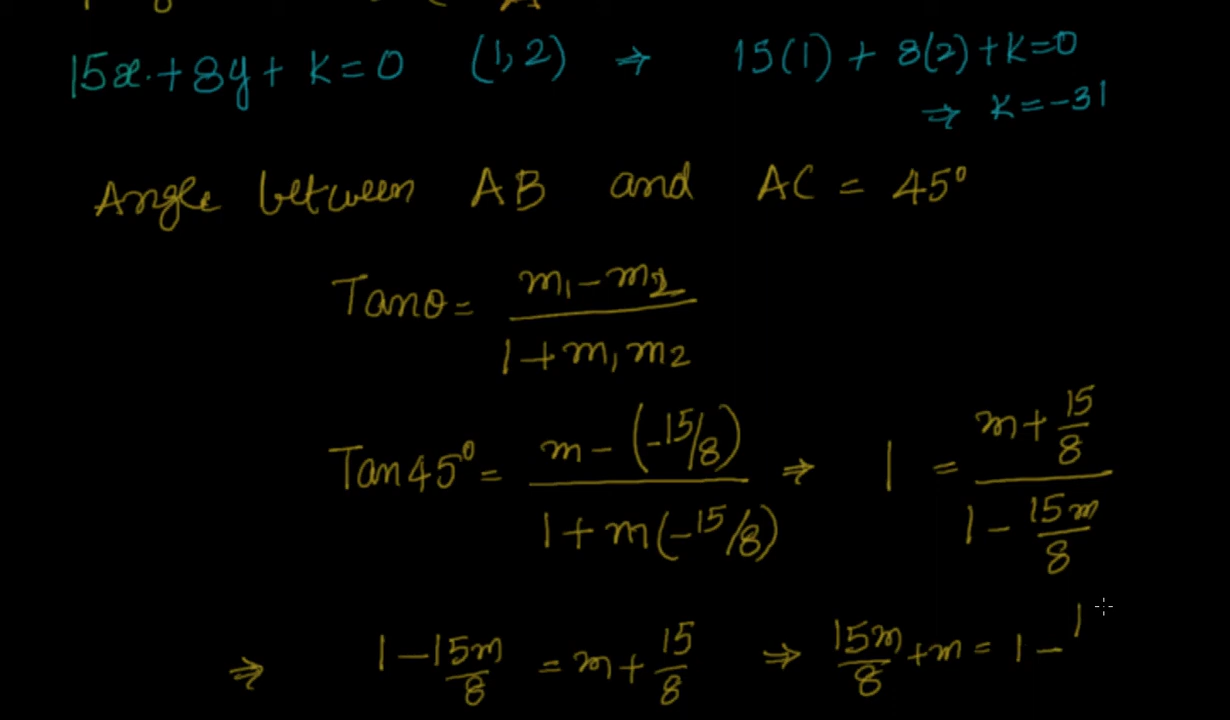 15x + 8y + k = 0 (1, 2) ⇒ 15(1) + 8(2) + k = 0
⇒ k = -31
Angle between AB and AC = 45°
Tanθ = (m₁ - m₂) / (1 + m₁m₂)
Tan45° = (m - (-15/8)) / (1 + m(-15/8)) ⇒ 1 = (m + 15/8) / (1 - 15m/8)
⇒ 1 - 15m/8 = m + 15/8 ⇒ 15m/8 + m = 1 - 1